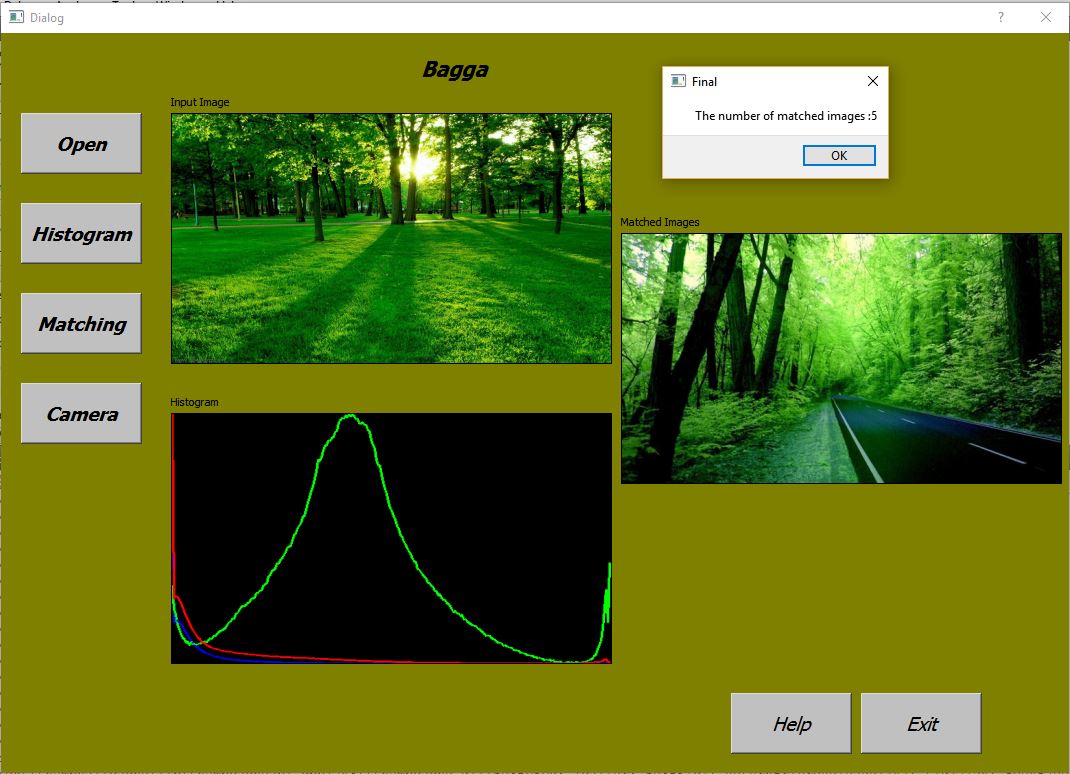 Dialog
Bagga
Final
The number of matched images :5
OK
Input Image
Open
Histogram
Matching
Camera
Matched Images
Histogram
Help
Exit